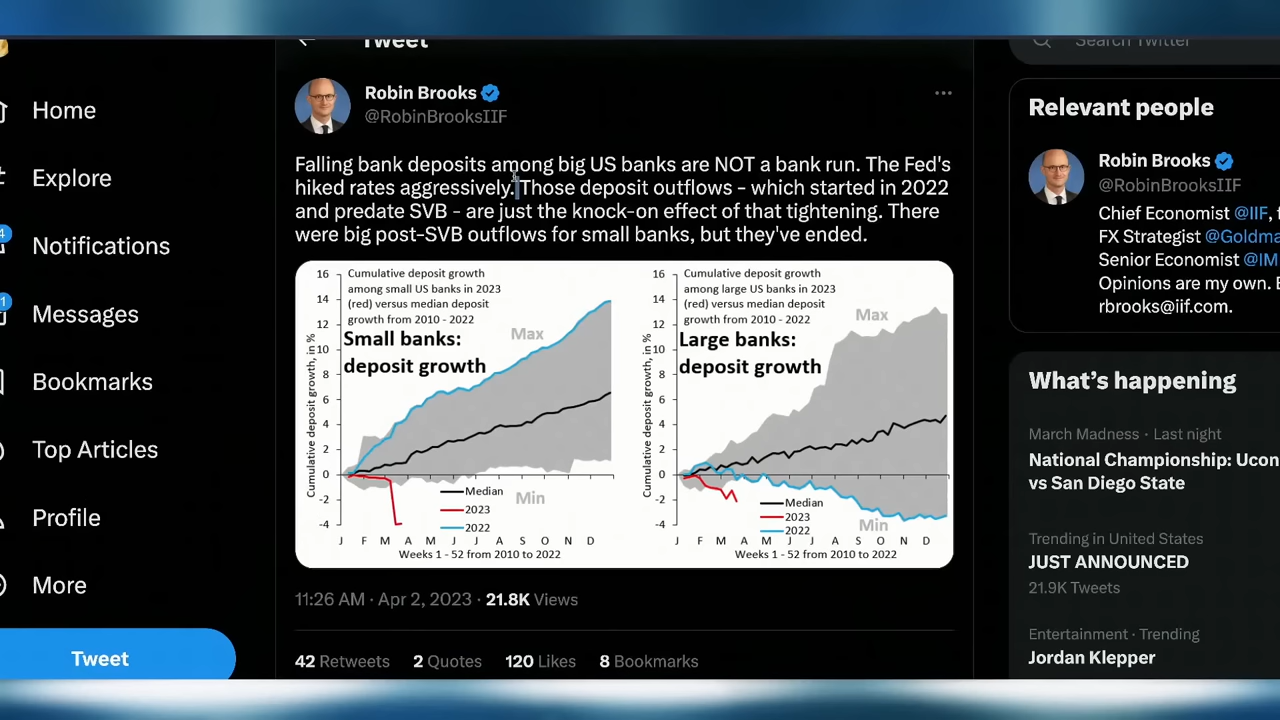 Tweet
Search Twitter
Home
Explore
Notifications
Messages
Bookmarks
Top Articles
Profile
More
Tweet
4
1
Robin Brooks
@RobinBrooksIIF
Falling bank deposits among big US banks are NOT a bank run. The Fed's
hiked rates aggressively. Those deposit outflows - which started in 2022
and predate SVB - are just the knock-on effect of that tightening. There
were big post-SVB outflows for small banks, but they've ended.
Cumulative deposit growth
among small US banks in 2023
(red) versus median deposit
growth from 2010 - 2022
Small banks:
deposit growth
Max
Min
Cumulative deposit growth, in %
16
14
12
10
8
6
4
2
0
-2
-4
Median
2023
2022
J F M A M J J A S O N D
Weeks 1 - 52 from 2010 to 2022
Cumulative deposit growth
among large US banks in 2023
(red) versus median deposit
growth from 2010 - 2022
Large banks:
deposit growth
Max
Min
Cumulative deposit growth, in %
16
14
12
10
8
6
4
2
0
-2
-4
Median
2023
2022
J F M A M J J A S O N D
Weeks 1 - 52 from 2010 to 2022
11:26 AM · Apr 2, 2023 · 21.8K Views
42 Retweets 2 Quotes 120 Likes 8 Bookmarks
Relevant people
Robin Brooks
@RobinBrooksIIF
Chief Economist @IIF, f
FX Strategist @Goldma
Senior Economist @IM
Opinions are my own. E
rbrooks@iif.com.
What's happening
March Madness · Last night
National Championship: Ucon
vs San Diego State
Trending in United States
JUST ANNOUNCED
21.9K Tweets
Entertainment · Trending
Jordan Klepper